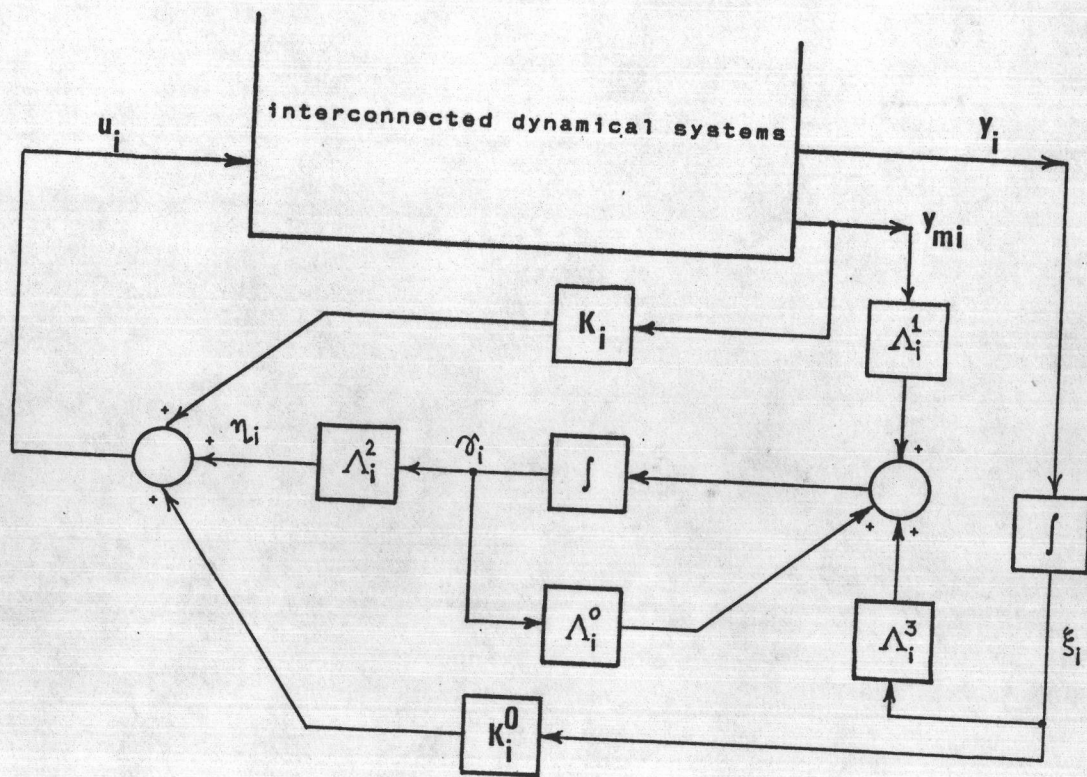 interconnected dynamical systems
u_i
y_i
y_mi
K_i
Λ_i^1
+
+
η_i
Λ_i^2
γ_i
∫
+
+
+
+
∫
Λ_i^0
Λ_i^3
ξ_i
K_i^0